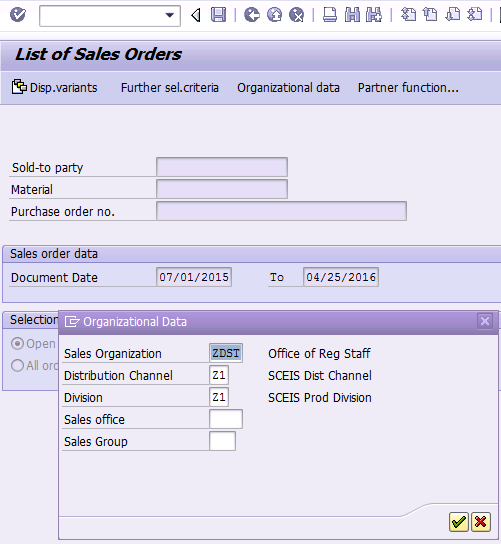 List of Sales Orders
Disp.variants Further sel.criteria Organizational data Partner function...
Sold-to party
Material
Purchase order no.
Sales order data
Document Date 07/01/2015 To 04/25/2016
Selection
Open
All ord
Organizational Data
Sales Organization ZDST Office of Reg Staff
Distribution Channel Z1 SCEIS Dist Channel
Division Z1 SCEIS Prod Division
Sales office
Sales Group